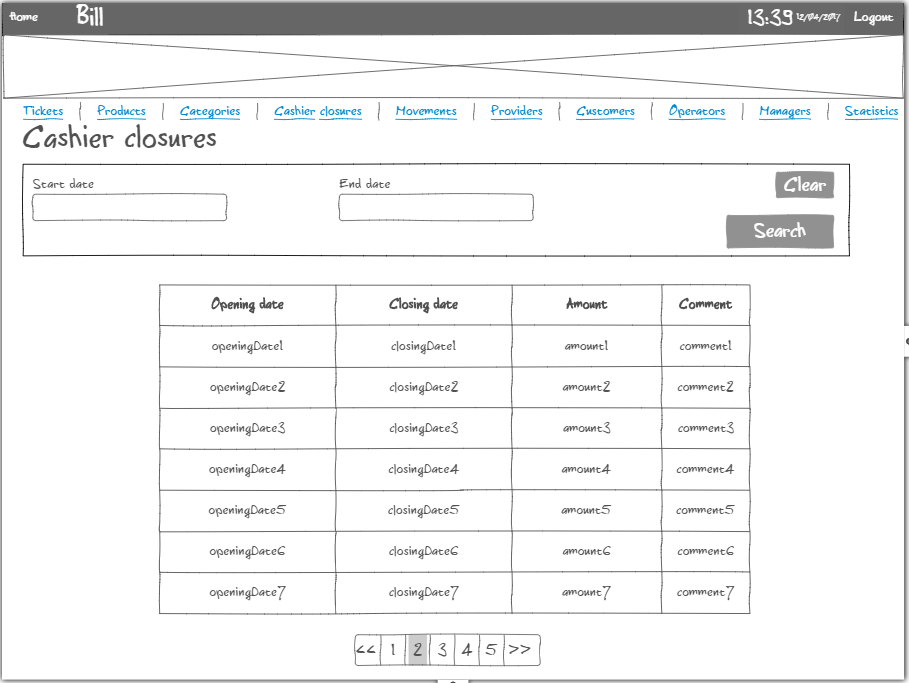 Home Bill 13:39 12/04/2017 Logout
Tickets | Products | Categories | Cashier closures | Movements | Providers | Customers | Operators | Managers | Statistics
Cashier closures
Start date End date Clear
Search
Opening date Closing date Amount Comment
openingDate1 closingDate1 amount1 comment1
openingDate2 closingDate2 amount2 comment2
openingDate3 closingDate3 amount3 comment3
openingDate4 closingDate4 amount4 comment4
openingDate5 closingDate5 amount5 comment5
openingDate6 closingDate6 amount6 comment6
openingDate7 closingDate7 amount7 comment7
<< 1 2 3 4 5 >>